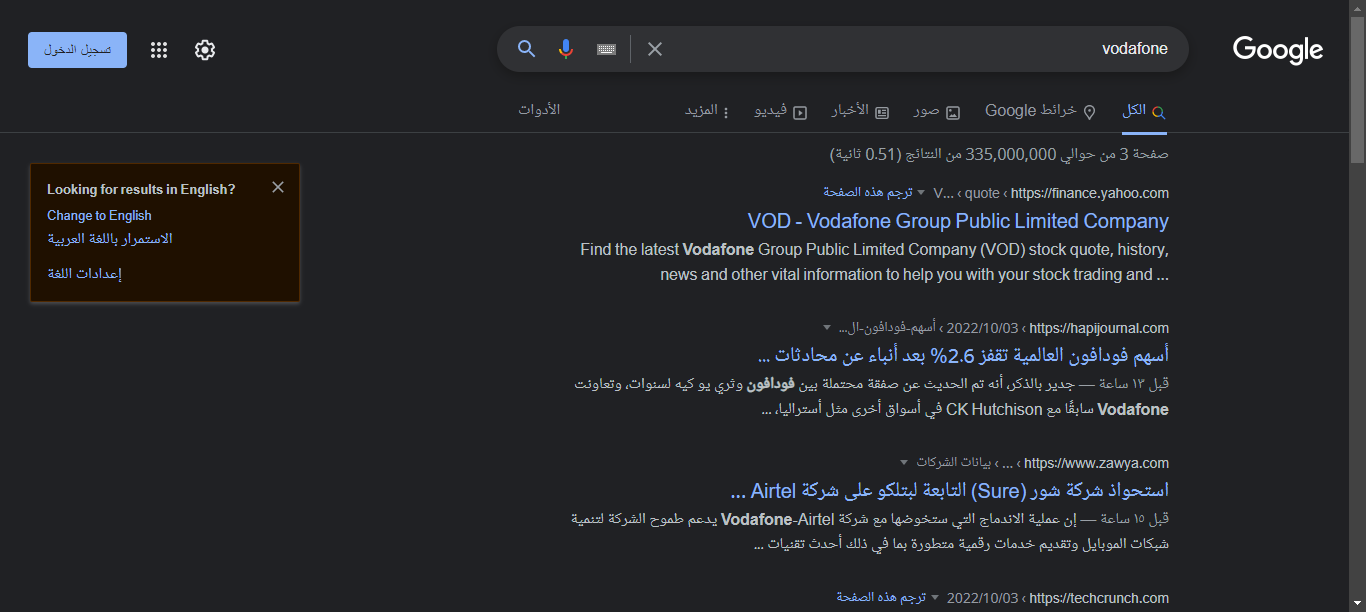 Google
vodafone
تسجيل الدخول
الكل
خرائط Google
صور
الأخبار
فيديو
المزيد
الأدوات
صفحة 3 من حوالي 335,000,000 من النتائج (0.51 ثانية)
Looking for results in English?
Change to English
الاستمرار باللغة العربية
إعدادات اللغة
https://finance.yahoo.com › quote › V... ترجم هذه الصفحة
VOD - Vodafone Group Public Limited Company
Find the latest Vodafone Group Public Limited Company (VOD) stock quote, history,
news and other vital information to help you with your stock trading and ...
https://hapijournal.com › 2022/10/03 › أسهم-فودافون-ال...
أسهم فودافون العالمية تقفز 2.6% بعد أنباء عن محادثات ...
قبل ١٣ ساعة — جدير بالذكر، أنه تم الحديث عن صفقة محتملة بين فودافون وثري يو كيه لسنوات، وتعاونت
Vodafone سابقًا مع CK Hutchison في أسواق أخرى مثل أستراليا، ...
https://www.zawya.com › ... › بيانات الشركات
استحواذ شركة شور (Sure) التابعة لبتلكو على شركة Airtel ...
قبل ١٥ ساعة — إن عملية الاندماج التي ستخوضها مع شركة Vodafone-Airtel يدعم طموح الشركة لتنمية
شبكات الموبايل وتقديم خدمات رقمية متطورة بما في ذلك أحدث تقنيات ...
https://techcrunch.com › 2022/10/03 ترجم هذه الصفحة